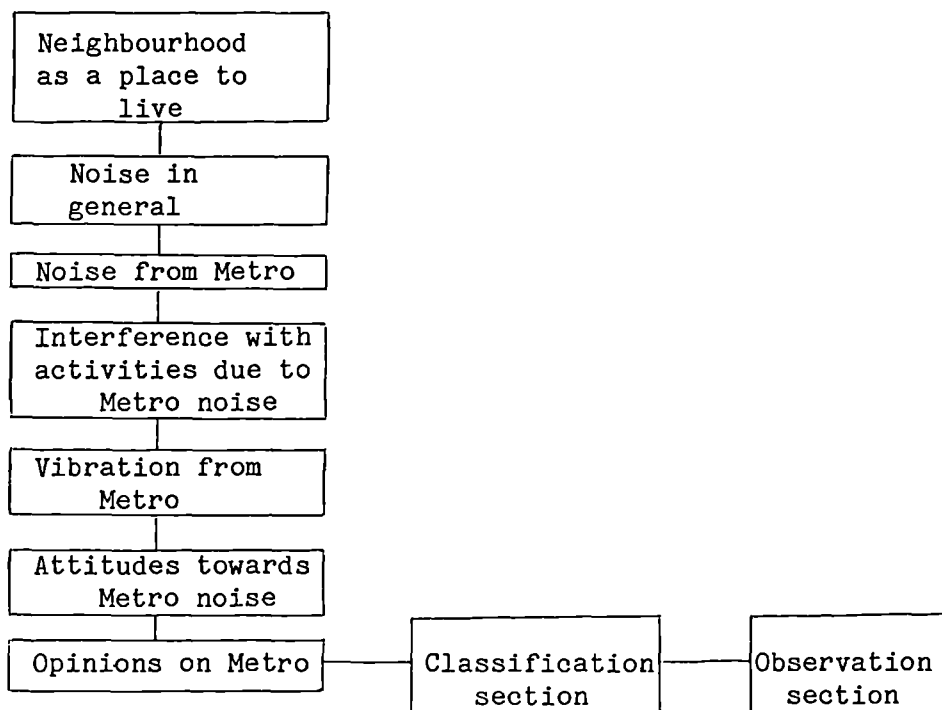 Neighbourhood
as a place to
live
Noise in
general
Noise from Metro
Interference with
activities due to
Metro noise
Vibration from
Metro
Attitudes towards
Metro noise
Opinions on Metro
Classification
section
Observation
section